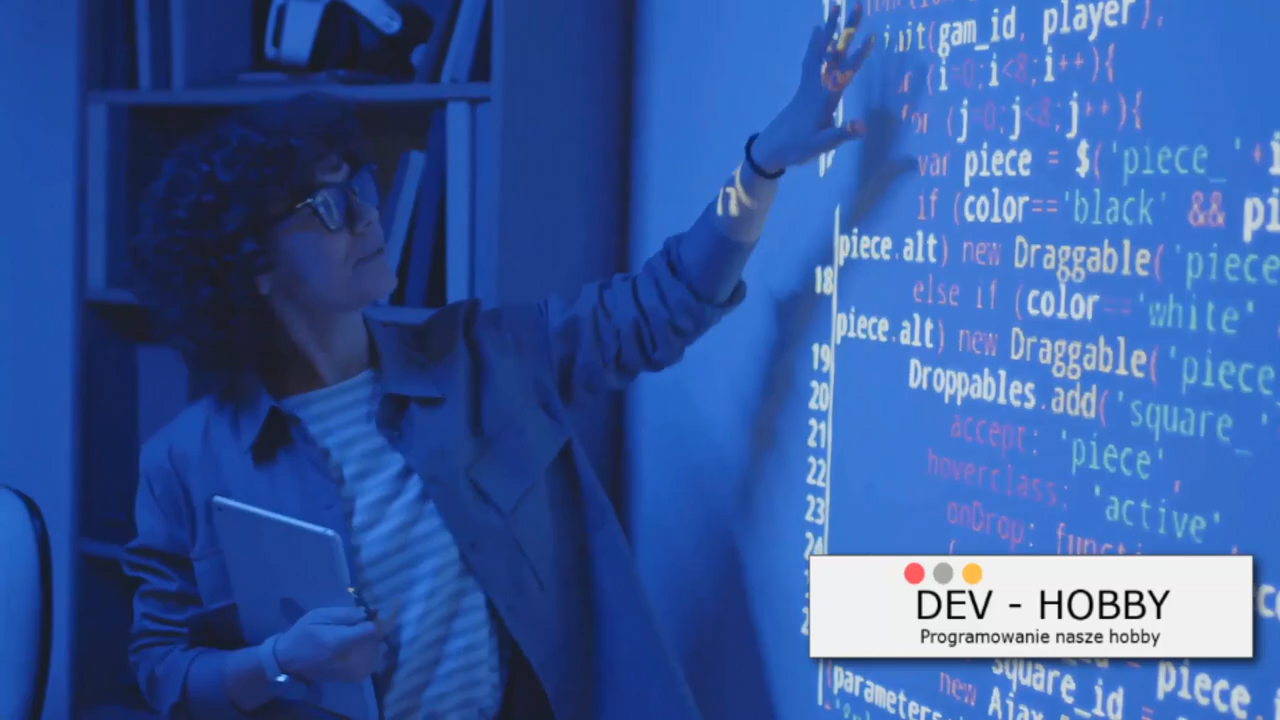 init(gam_id, player),
(i=0;i<8;i++){
for (j=0;j<8;j++){
var piece = $('piece_'+i
if (color=='black' && pi
piece.alt) new Draggable('piece
18 else if (color=='white'
piece.alt) new Draggable('piece
19
20 Droppables.add('square_'
21 accept: 'piece',
22 hoverclass: 'active'
23 onDrop: functi
24 {
DEV - HOBBY
Programowanie nasze hobby
square_id = piece.
(parameters: new Ajax